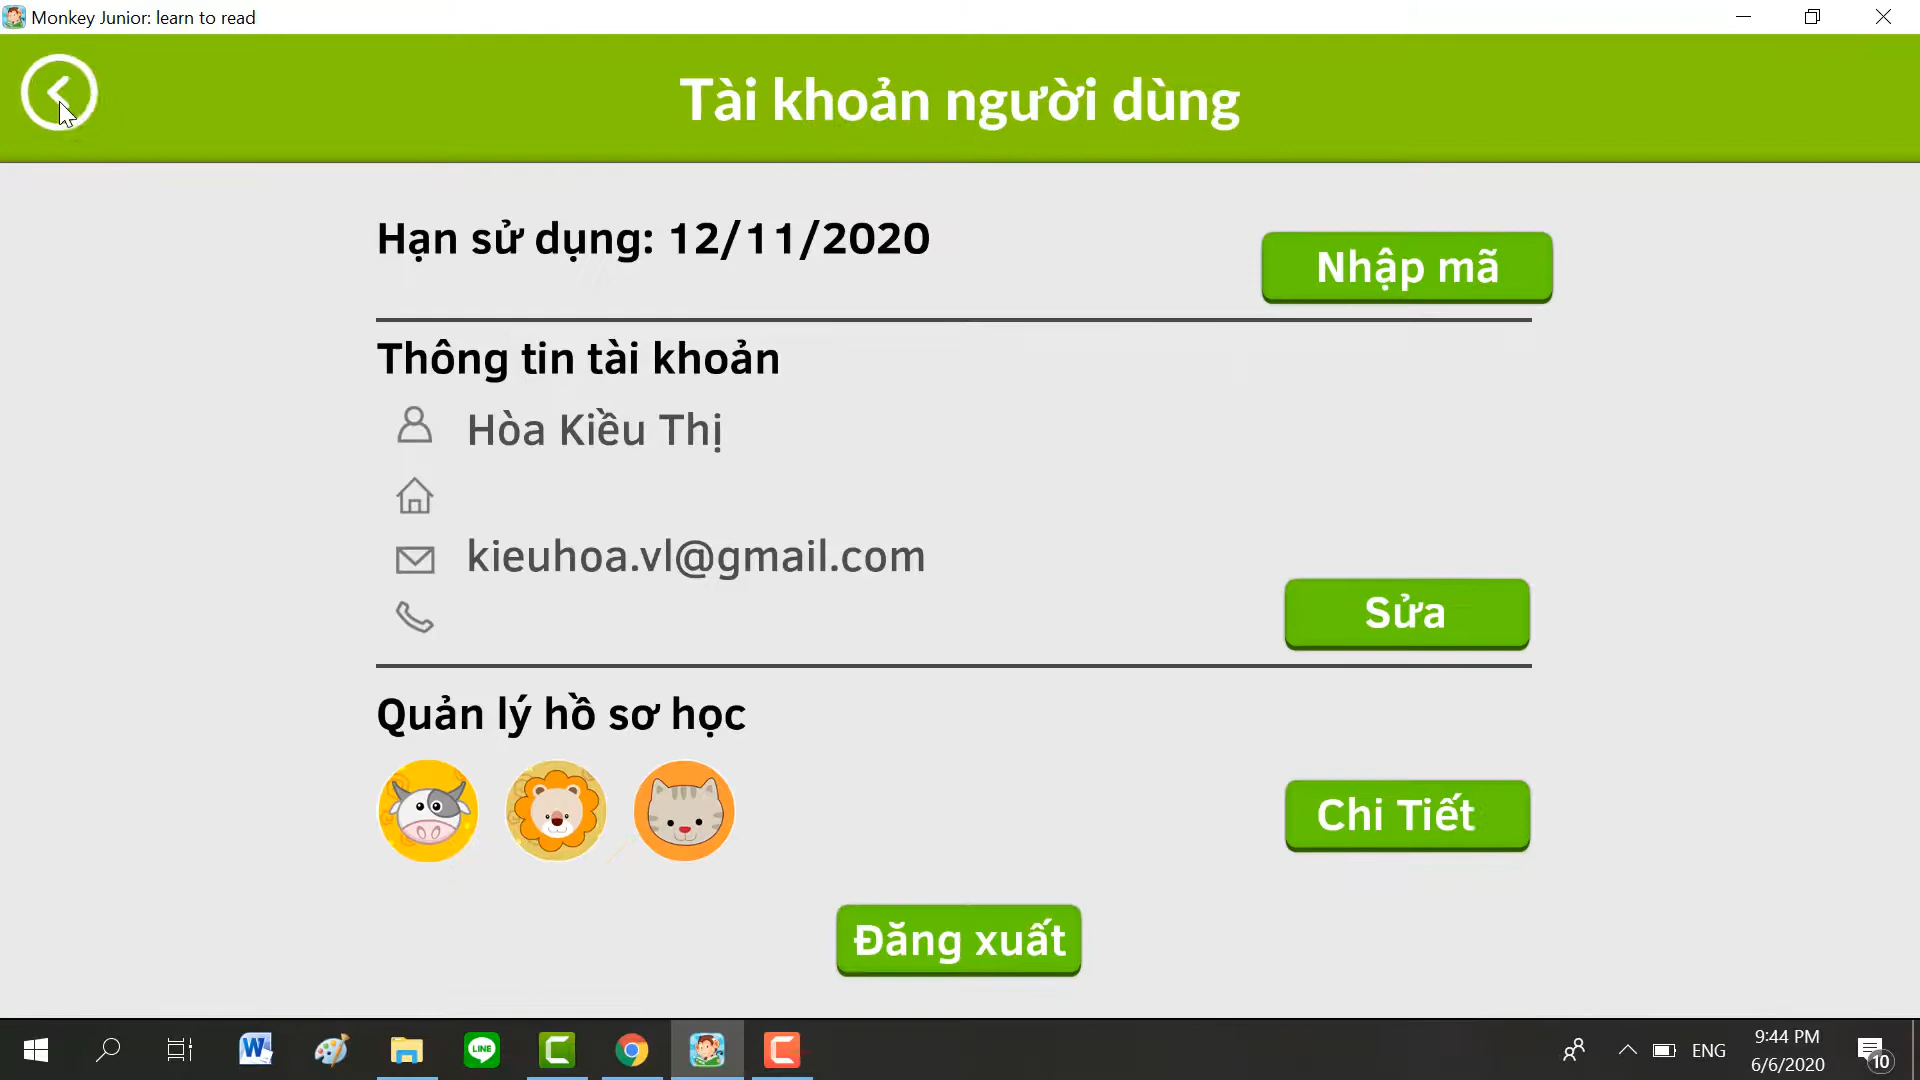 Monkey Junior: learn to read
Tài khoản người dùng
Hạn sử dụng: 12/11/2020
Nhập mã
Thông tin tài khoản
Hòa Kiều Thị
kieuhoa.vl@gmail.com
Sửa
Quản lý hồ sơ học
Chi Tiết
Đăng xuất
W
LINE
ENG
9:44 PM
6/6/2020
10